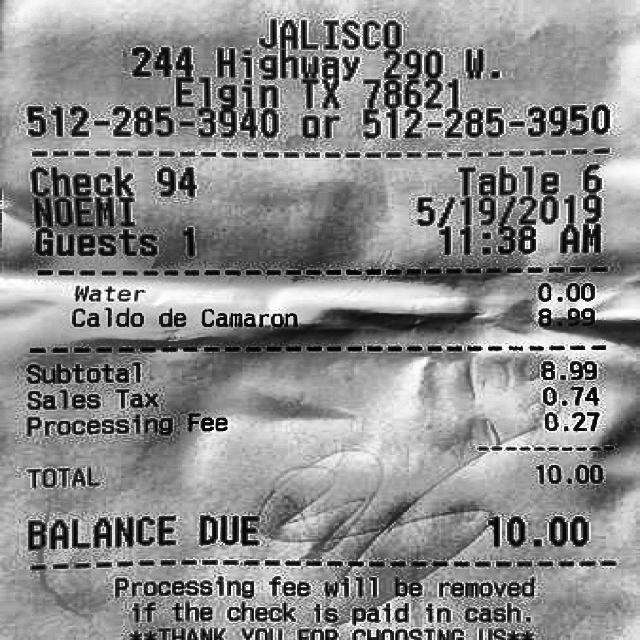 JALISCO
244 Highway 290 W.
Elgin TX 78621
512-285-3940 or 512-285-3950
Check 94 Table 6
NOEMI 5/19/2019
Guests 1 11:38 AM
Water 0.00
Caldo de Camaron 8.99
Subtotal 8.99
Sales Tax 0.74
Processing Fee 0.27
TOTAL 10.00
BALANCE DUE 10.00
Processing fee will be removed
if the check is paid in cash.
**THANK YOU FOR CHOOSING US**